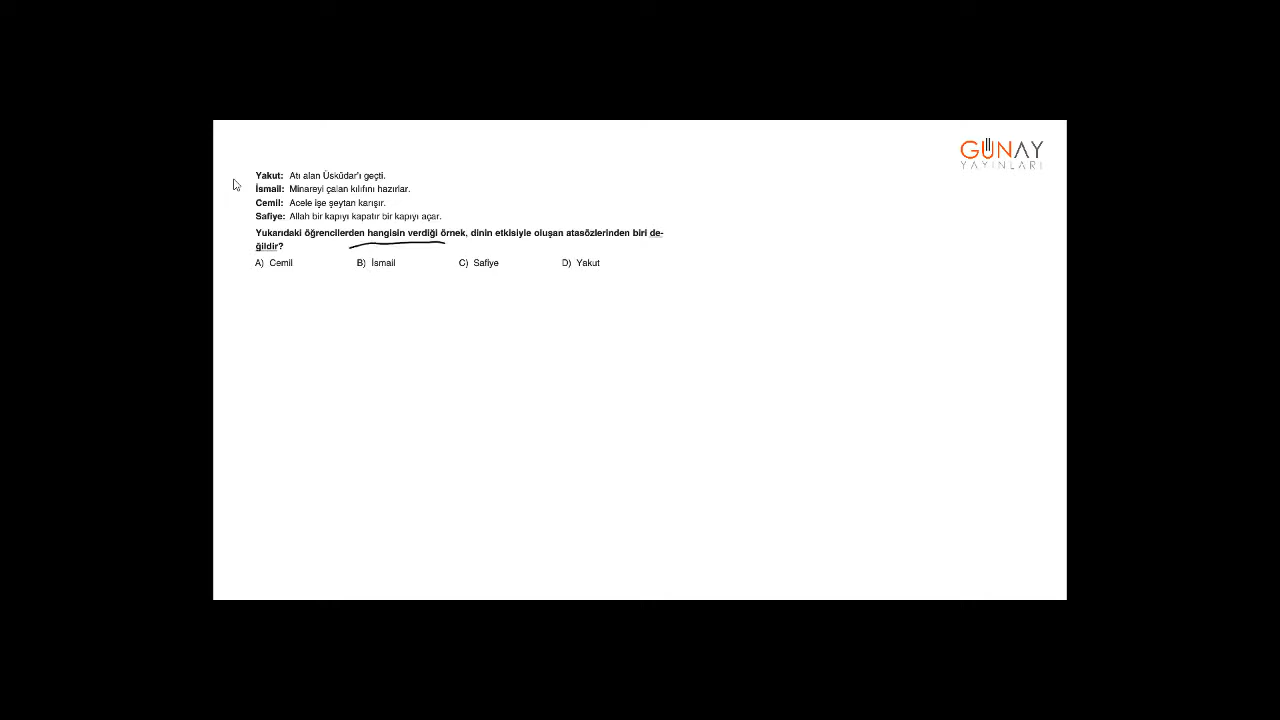 GÜNAY
YAYINLARI
Yakut: Atı alan Üsküdar'ı geçti.
İsmail: Minareyi çalan kılıfını hazırlar.
Cemil: Acele işe şeytan karışır.
Safiye: Allah bir kapıyı kapatır bir kapıyı açar.
Yukarıdaki öğrencilerden hangisin verdiği örnek, dinin etkisiyle oluşan atasözlerinden biri de-
ğildir?
A) Cemil B) İsmail C) Safiye D) Yakut